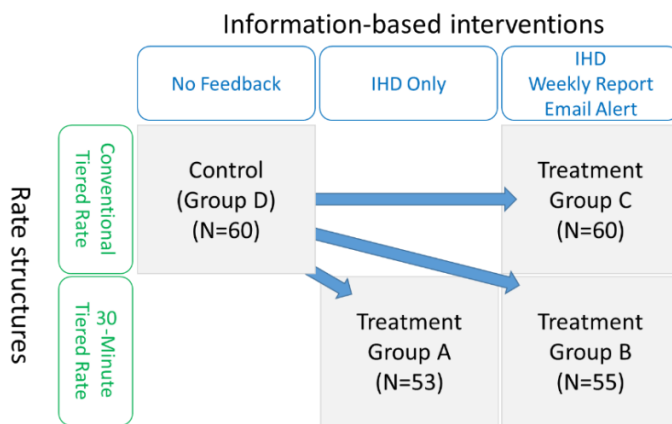 Information-based interventions
No Feedback
IHD Only
IHD
Weekly Report
Email Alert
Rate structures
Conventional
Tiered Rate
Control
(Group D)
(N=60)
Treatment
Group C
(N=60)
30-Minute
Tiered Rate
Treatment
Group A
(N=53)
Treatment
Group B
(N=55)